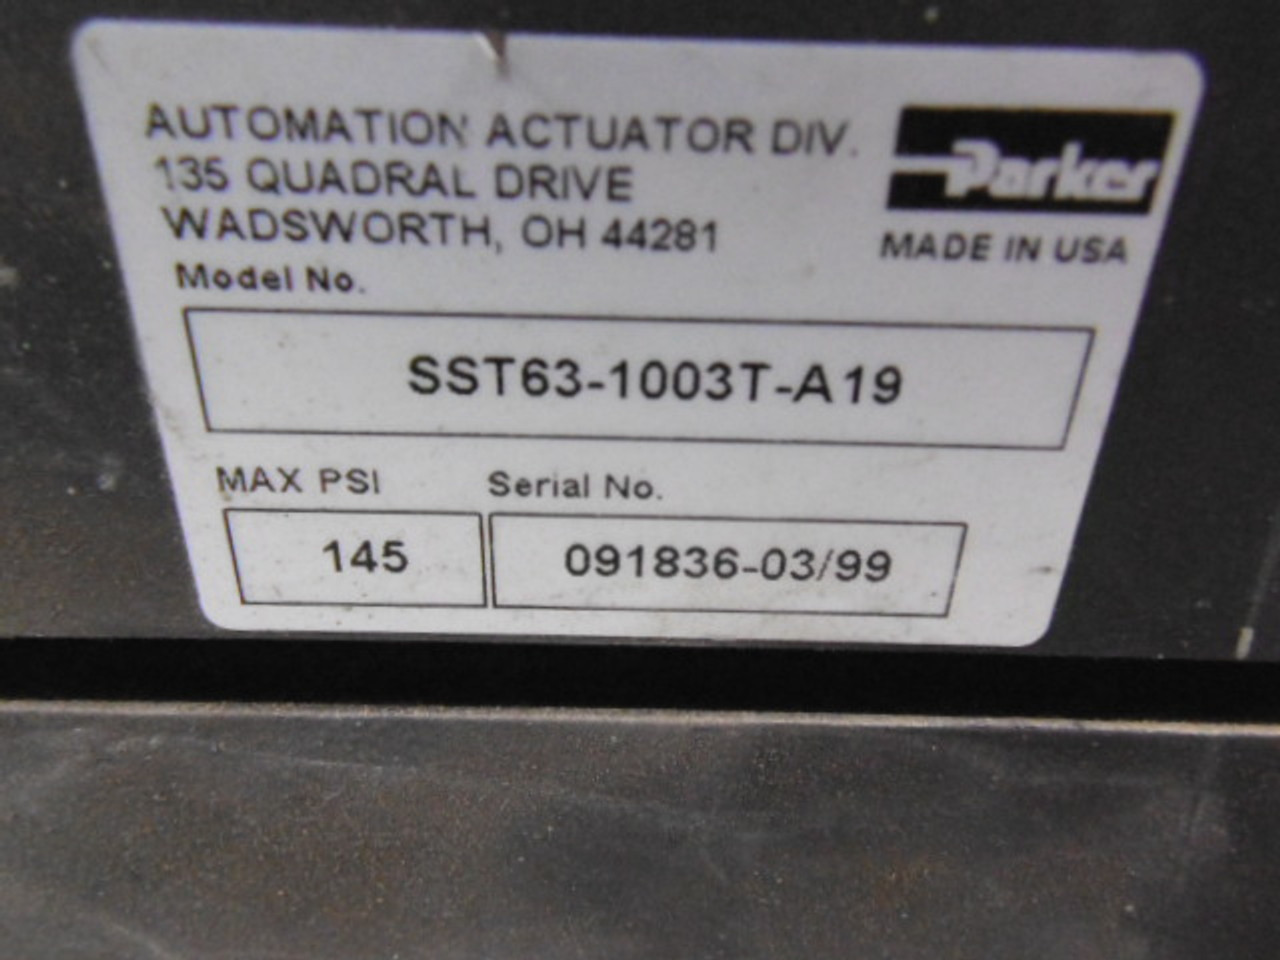 AUTOMATION ACTUATOR DIV.
135 QUADRAL DRIVE
WADSWORTH, OH 44281
Parker
MADE IN USA
Model No.
SST63-1003T-A19
MAX PSI
145
Serial No.
091836-03/99